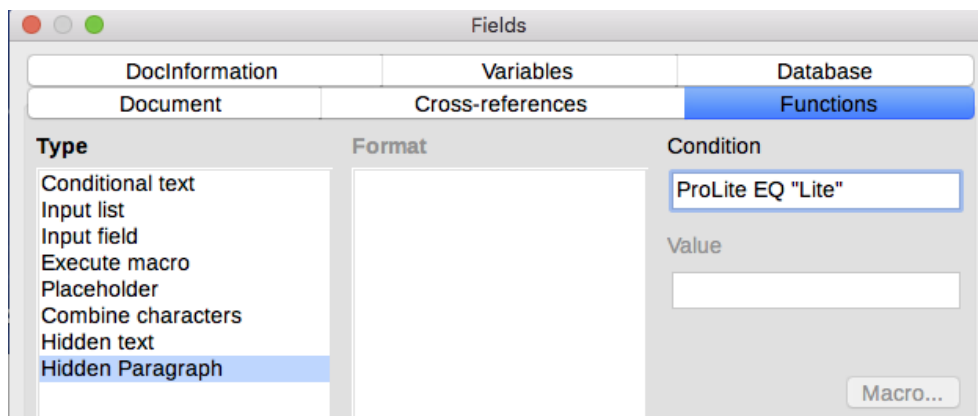 Fields
DocInformation Variables Database
Document Cross-references Functions
Type Format Condition
Conditional text
Input list
Input field
Execute macro
Placeholder
Combine characters
Hidden text
Hidden Paragraph
ProLite EQ "Lite"
Value
Macro...